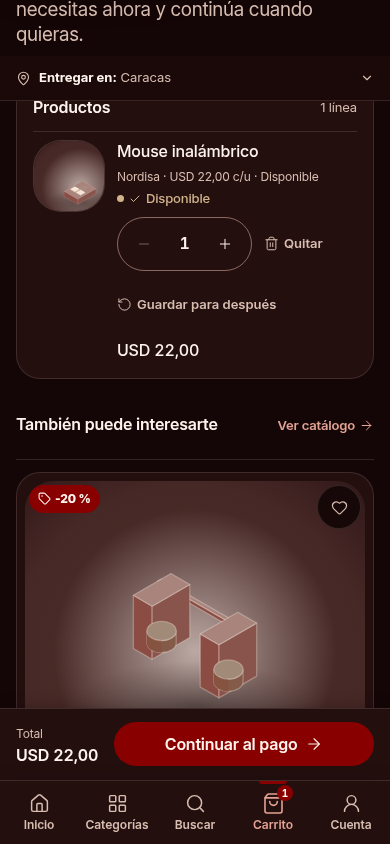 necesitas ahora y continúa cuando
quieras.
Entregar en: Caracas
Productos
1 línea
Mouse inalámbrico
Nordisa · USD 22,00 c/u · Disponible
Disponible
1
Quitar
Guardar para después
USD 22,00
También puede interesarte
Ver catálogo
-20 %
Total
USD 22,00
Continuar al pago
1
Inicio
Categorías
Buscar
Carrito
Cuenta